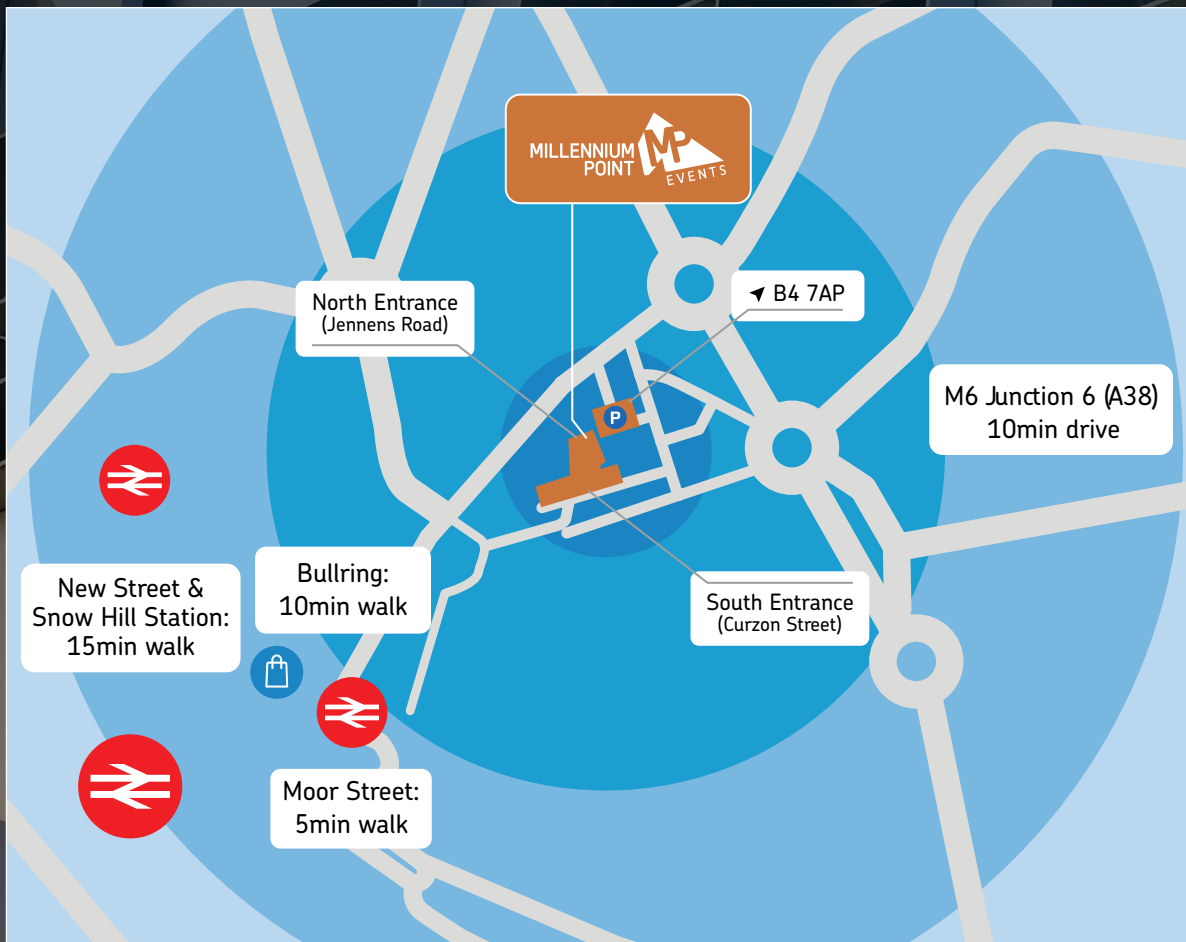 MILLENNIUM
POINT
MP
EVENTS
North Entrance
(Jennens Road)
B4 7AP
P
M6 Junction 6 (A38)
10min drive
New Street &
Snow Hill Station:
15min walk
Bullring:
10min walk
South Entrance
(Curzon Street)
Moor Street:
5min walk